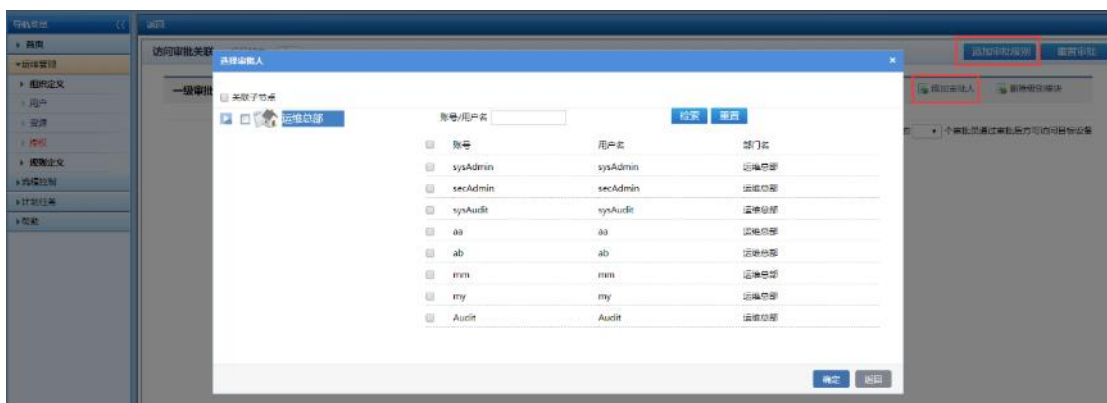 导航菜单 << 返回
首页
运维管理
组织定义
用户
资源
授权
规则定义
流程控制
计划任务
帮助
访问审批关联
添加审批级别 重置审批
一级审批
添加审批人 删除级别模块
个审批员通过审批后方可访问目标设备
选择审批人 ×
关联子节点
运维总部
账号/用户名 检索 重置
账号 用户名 部门名
sysAdmin sysAdmin 运维总部
secAdmin secAdmin 运维总部
sysAudit sysAudit 运维总部
aa aa 运维总部
ab ab 运维总部
mm mm 运维总部
my my 运维总部
Audit Audit 运维总部
确定 返回